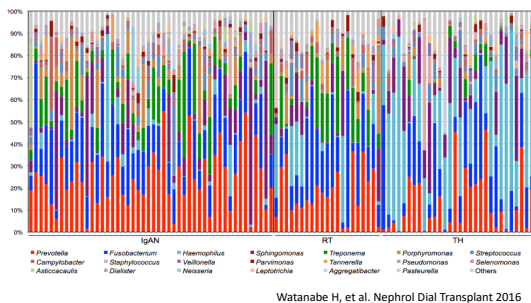 100%
90%
80%
70%
60%
50%
40%
30%
20%
10%
0%
IgAN RT TH
Prevotella Fusobacterium Haemophilus Sphingomonas Treponema Porphyromonas Streptococcus
Campylobacter Staphylococcus Veillonella Parvimonas Tannerella Pseudomonas Selenomonas
Asticcacaulis Dialister Neisseria Leptotrichia Aggregatibacter Pasteurella Others
Watanabe H, et al. Nephrol Dial Transplant 2016